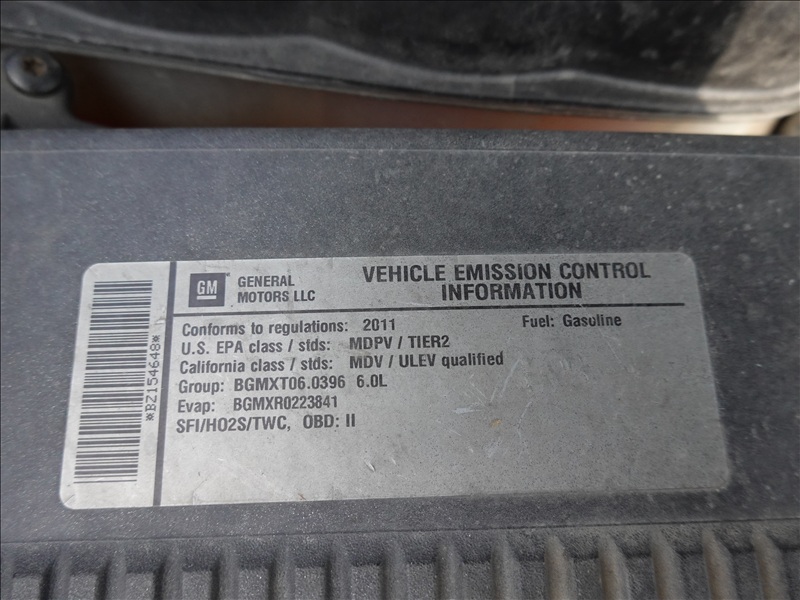 GM
GENERAL
MOTORS LLC
VEHICLE EMISSION CONTROL
INFORMATION
Conforms to regulations: 2011
Fuel: Gasoline
U.S. EPA class / stds: MDPV / TIER2
California class / stds: MDV / ULEV qualified
Group: BGMXT06.0396 6.0L
Evap: BGMXR0223841
SFI/HO2S/TWC, OBD: II
*BZ154648*